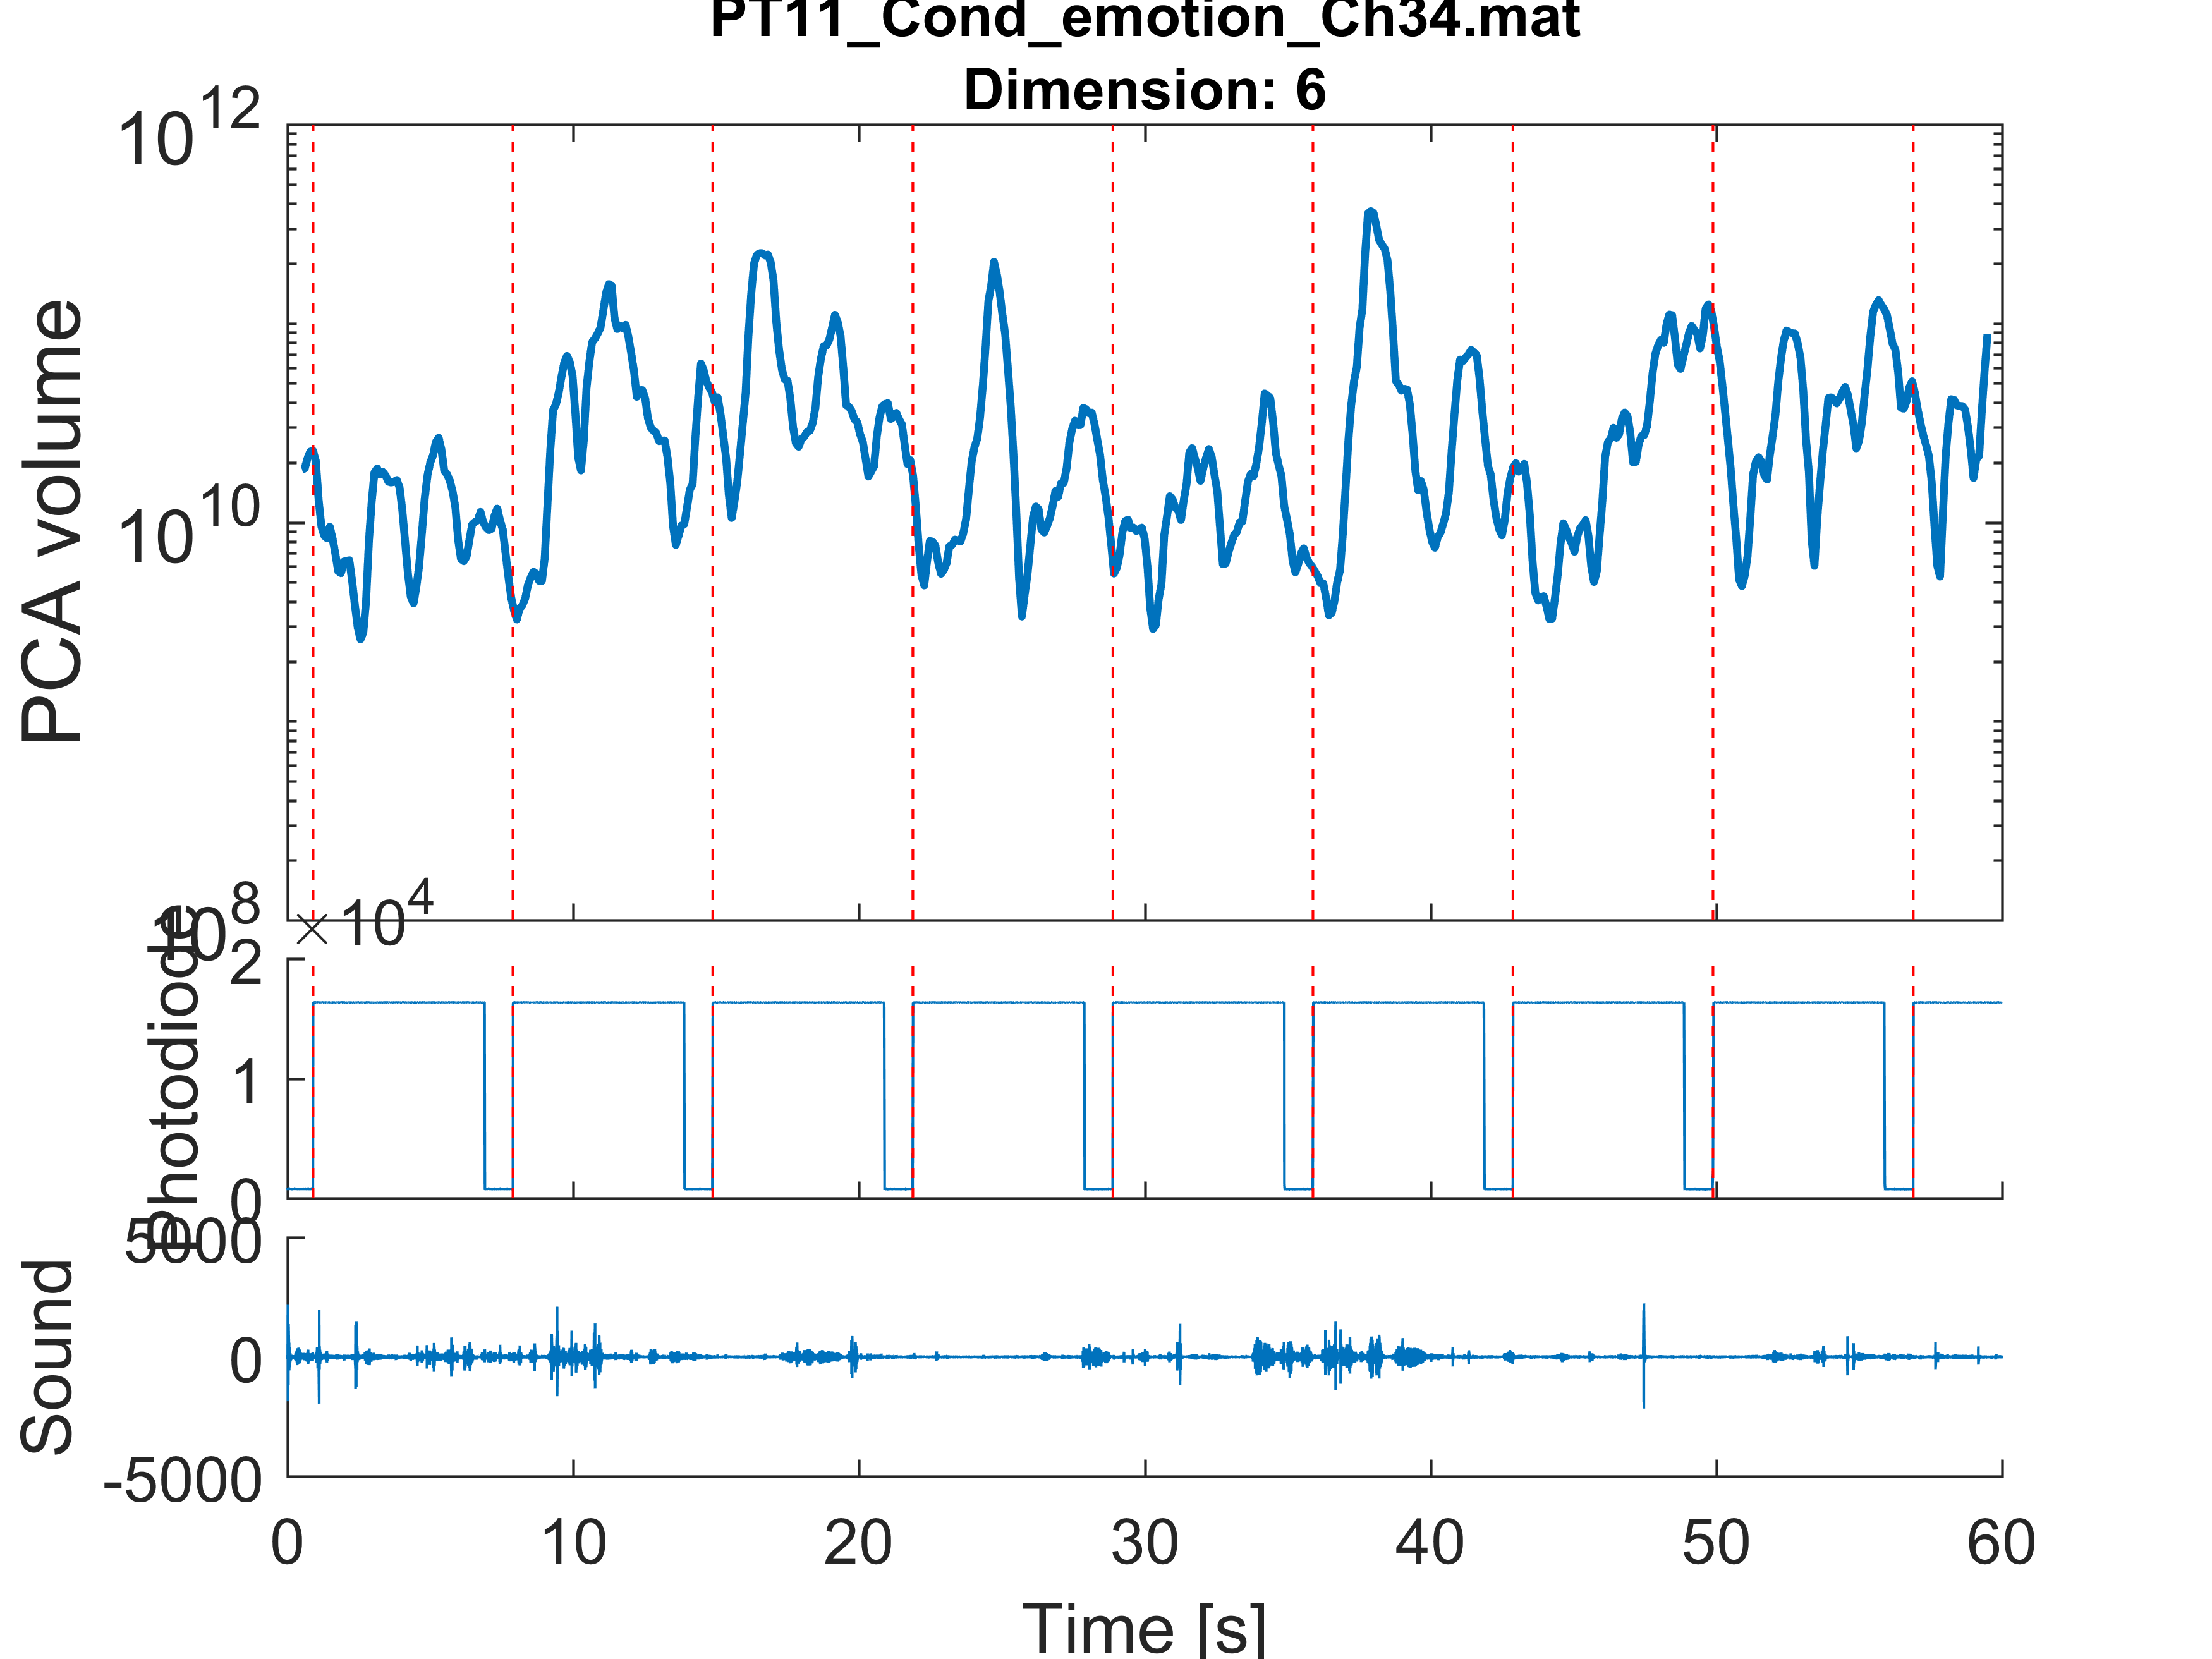 PT11_Cond_emotion_Ch34.mat
Dimension: 6
10^12
10^10
10^8
PCA volume
×10^4
2
1
0
Photodiode
5000
0
-5000
Sound
0 10 20 30 40 50 60
Time [s]